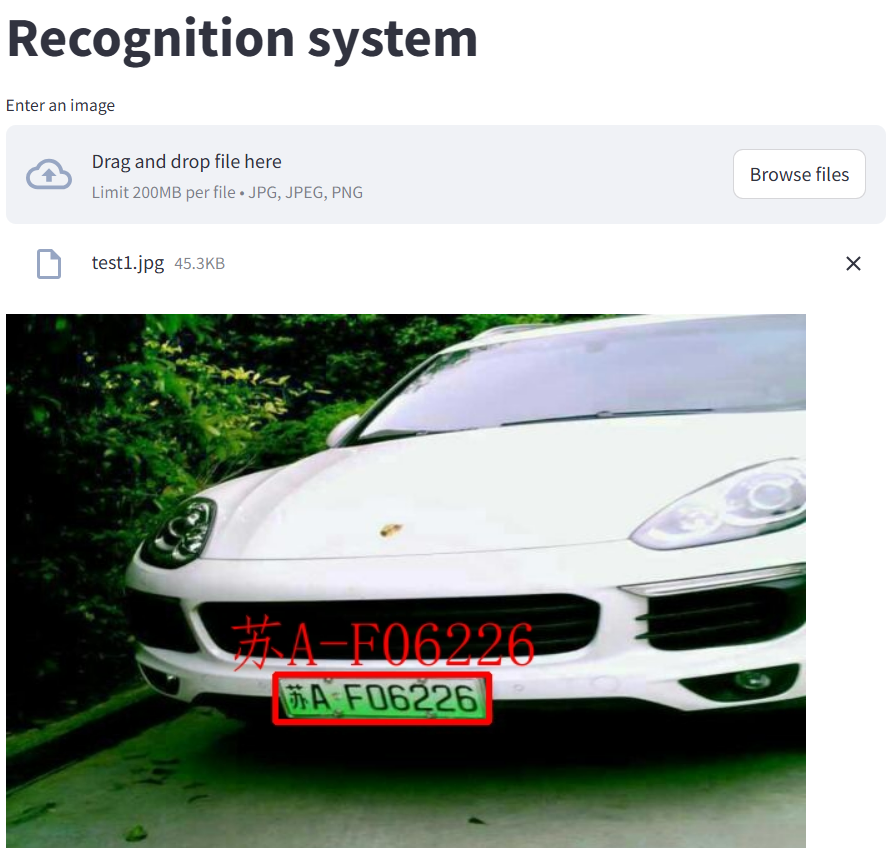 Recognition system
Enter an image
Drag and drop file here
Limit 200MB per file • JPG, JPEG, PNG
Browse files
test1.jpg 45.3KB
苏A-F06226
苏A·F06226